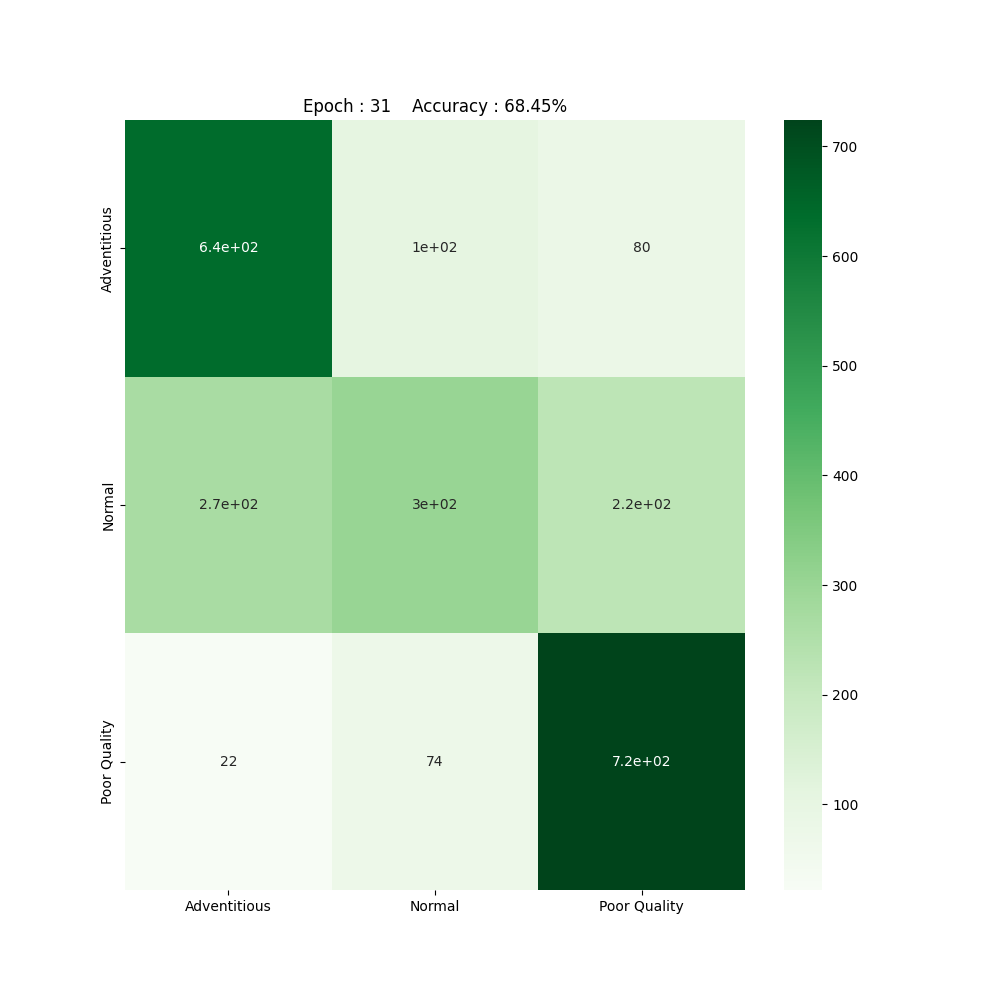 Epoch : 31    Accuracy : 68.45%
Adventitious
6.4e+02 1e+02 80
Normal
2.7e+02 3e+02 2.2e+02
Poor Quality
22 74 7.2e+02
Adventitious Normal Poor Quality
700
600
500
400
300
200
100